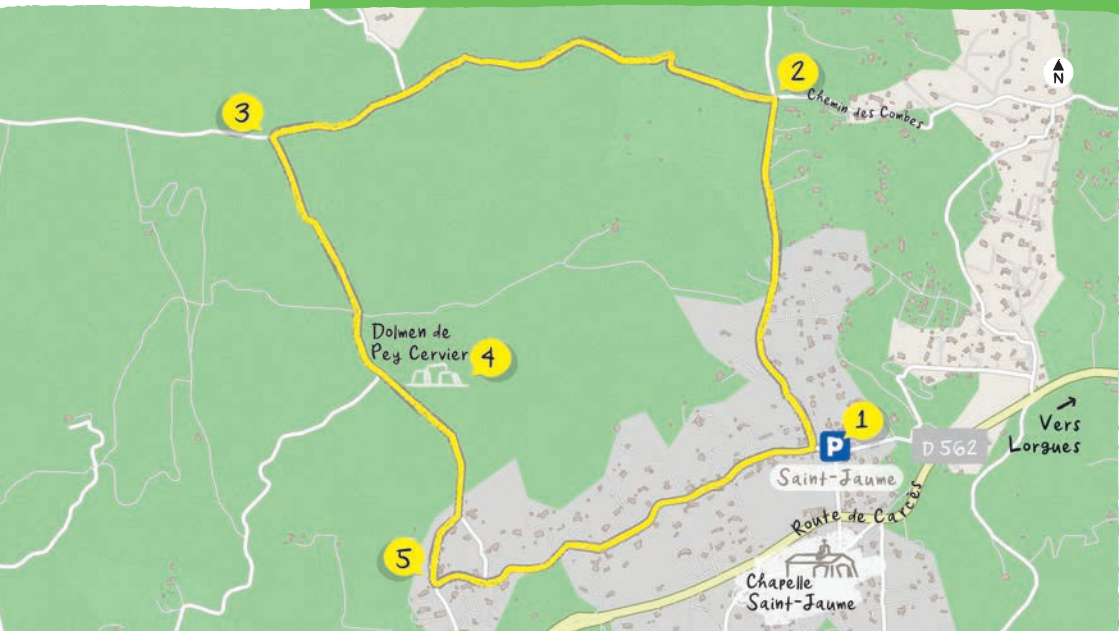 2
Chemin des Combes
N
3
Dolmen de
Pey Cervier
4
1
P
Saint-Jaume
D 562
Vers
Lorgues
Route de Carcès
5
Chapelle
Saint-Jaume